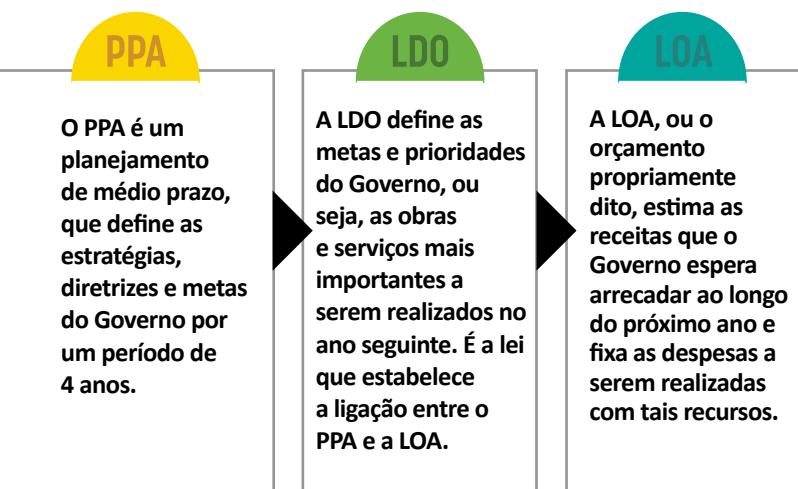 PPA
O PPA é um
planejamento
de médio prazo,
que define as
estratégias,
diretrizes e metas
do Governo por
um período de
4 anos.
LDO
A LDO define as
metas e prioridades
do Governo, ou
seja, as obras
e serviços mais
importantes a
serem realizados no
ano seguinte. É a lei
que estabelece
a ligação entre o
PPA e a LOA.
LOA
A LOA, ou o
orçamento
propriamente
dito, estima as
receitas que o
Governo espera
arrecadar ao longo
do próximo ano e
fixa as despesas a
serem realizadas
com tais recursos.